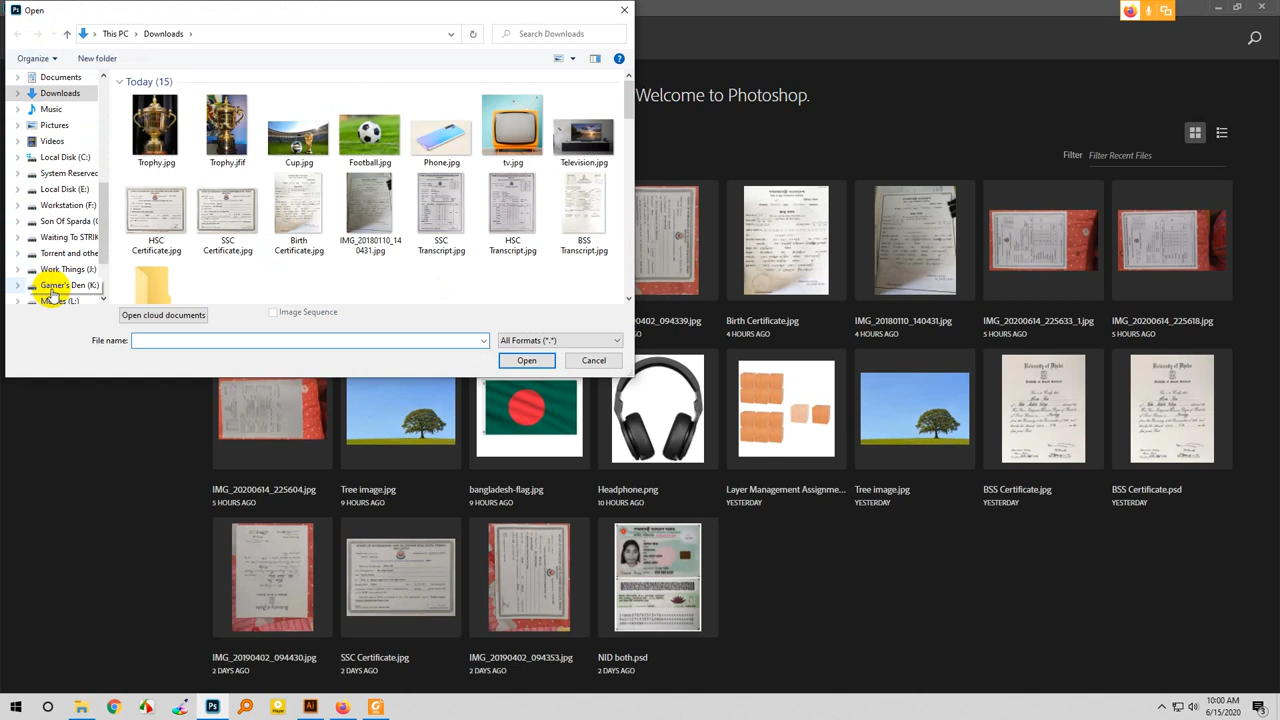 Open
This PC > Downloads >
Search Downloads
Organize
New folder
Documents
Downloads
Music
Pictures
Videos
Local Disk (C:)
System Reserved
Local Disk (E:)
Workstation (F:)
Son Of
Waiting To
Work Things (J:)
Gamer's Den (K:)
(L:)
Today (15)
Trophy.jpg
Trophy.jfif
Cup.jpg
Football.jpg
Phone.jpg
tv.jpg
Television.jpg
HSC Certificate.jpg
SSC Certificate.jpg
Birth Certificate.jpg
IMG_20180110_140431.jpg
SSC Transcript.jpg
HSC Transcript.jpg
BSS Transcript.jpg
Open cloud documents
Image Sequence
File name:
All Formats (*.*)
Open
Cancel
Welcome to Photoshop.
Filter
Filter Recent Files
0402_094339.jpg
Birth Certificate.jpg
4 HOURS AGO
IMG_20180110_140431.jpg
4 HOURS AGO
IMG_20200614_225633_1.jpg
5 HOURS AGO
IMG_20200614_225618.jpg
5 HOURS AGO
IMG_20200614_225604.jpg
5 HOURS AGO
Tree image.jpg
9 HOURS AGO
bangladesh-flag.jpg
9 HOURS AGO
Headphone.png
10 HOURS AGO
Layer Management Assignme...
YESTERDAY
Tree image.jpg
YESTERDAY
BSS Certificate.jpg
YESTERDAY
BSS Certificate.psd
YESTERDAY
IMG_20190402_094430.jpg
2 DAYS AGO
SSC Certificate.jpg
2 DAYS AGO
IMG_20190402_094353.jpg
2 DAYS AGO
NID both.psd
2 DAYS AGO
10:00 AM
6/15/2020